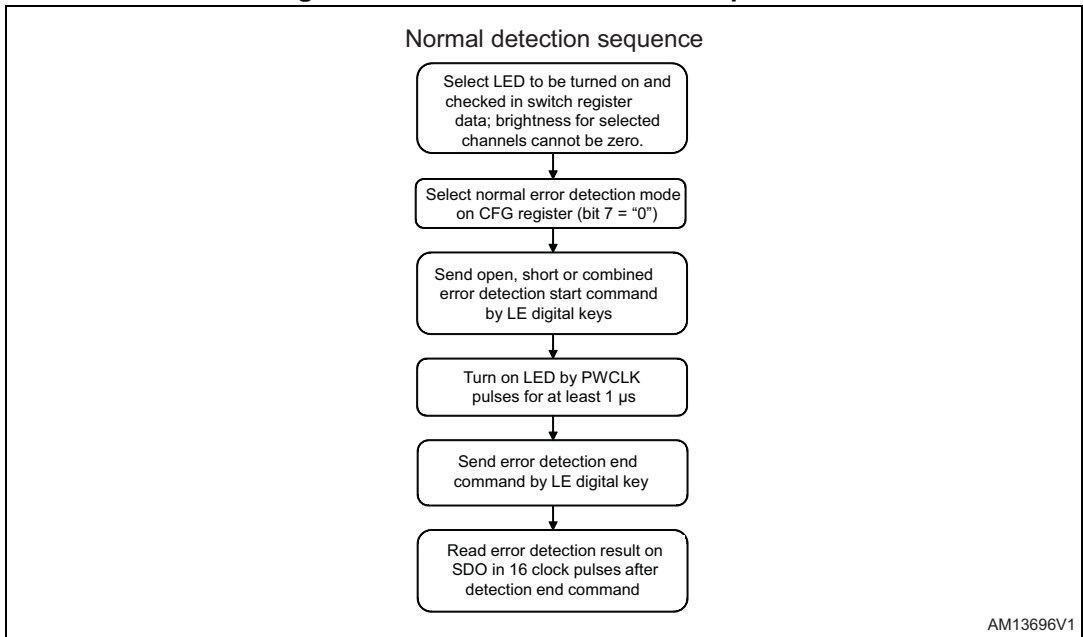 Normal detection sequence
Select LED to be turned on and
checked in switch register
data; brightness for selected
channels cannot be zero.
Select normal error detection mode
on CFG register (bit 7 = “0”)
Send open, short or combined
error detection start command
by LE digital keys
Turn on LED by PWCLK
pulses for at least 1 µs
Send error detection end
command by LE digital key
Read error detection result on
SDO in 16 clock pulses after
detection end command
AM13696V1